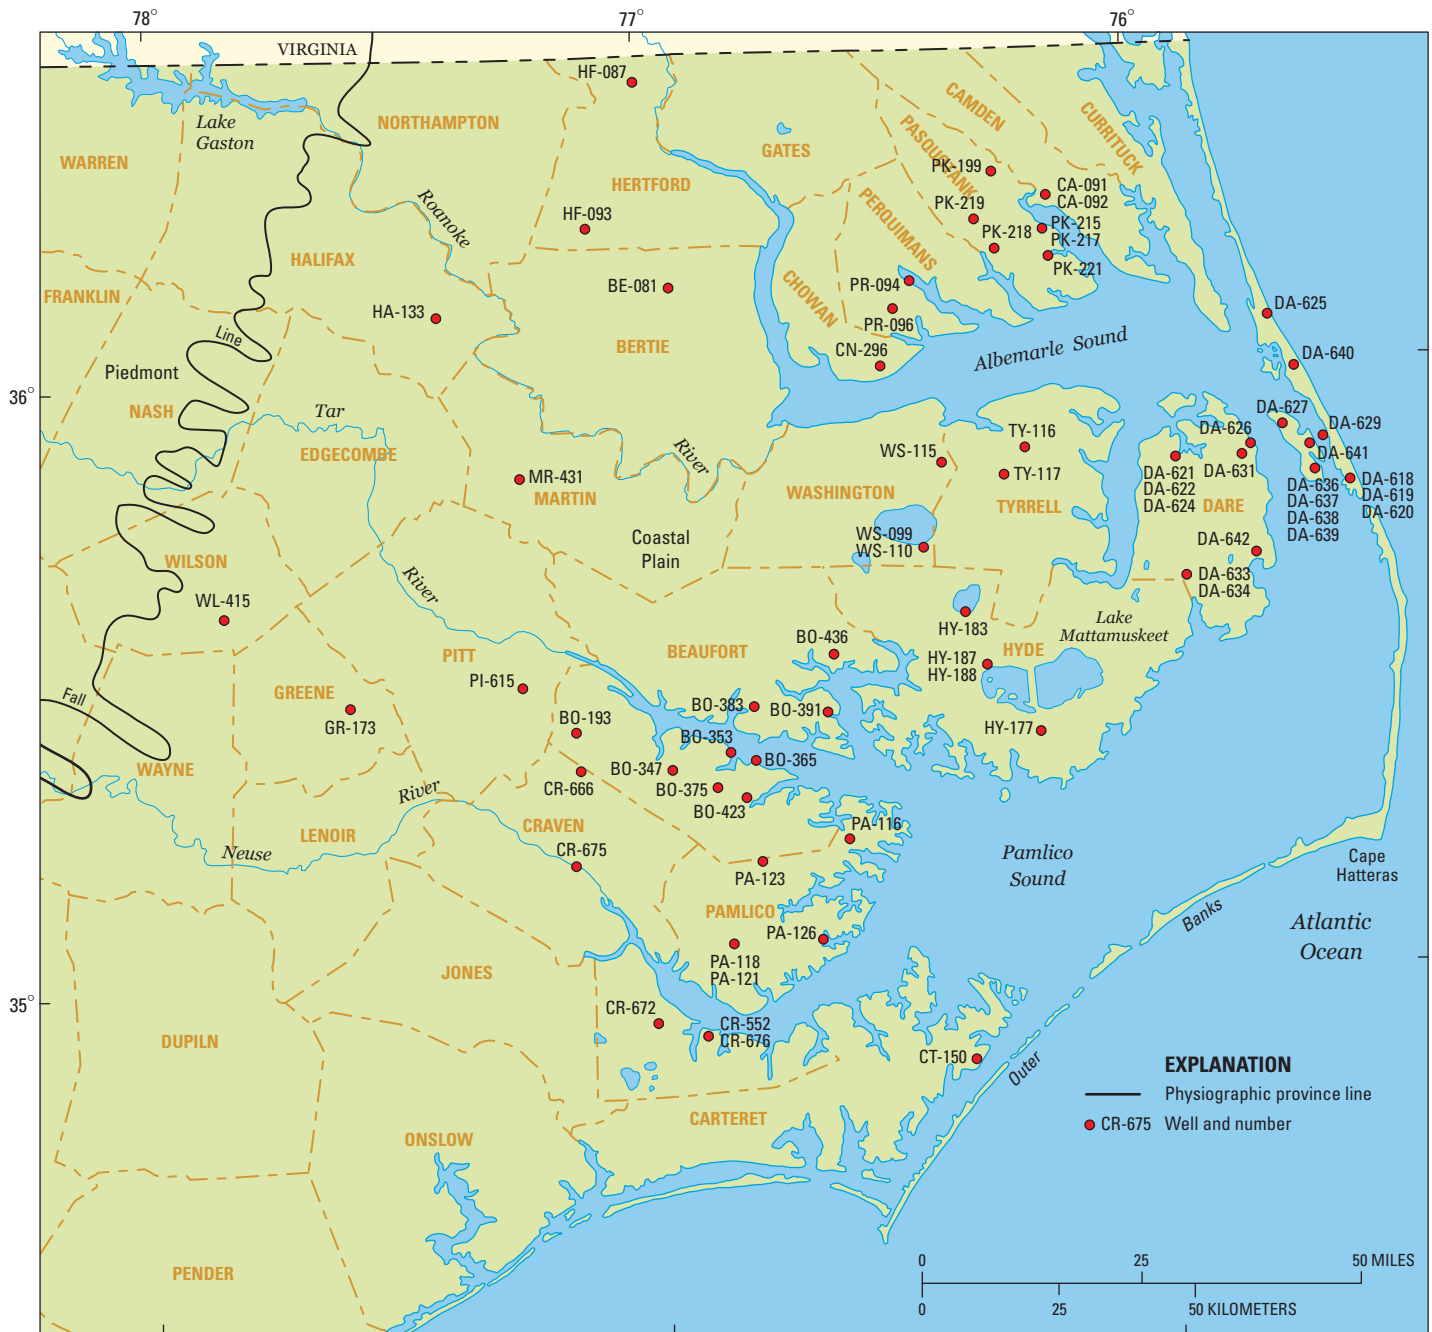 78°
77°
76°
VIRGINIA
HF-087
Lake
Gaston
NORTHAMPTON
CAMDEN
CURRITUCK
WARREN
GATES
PASQUOTANK
PK-199
HERTFORD
CA-091
CA-092
Roanoke
HF-093
PK-219
PERQUIMANS
PK-215
PK-217
PK-218
PK-221
HALIFAX
FRANKLIN
BE-081
PR-094
CHOWAN
HA-133
PR-096
DA-625
Line
BERTIE
CN-296
Albemarle Sound
DA-640
Piedmont
36°
NASH
Tar
DA-627
DA-629
EDGECOMBE
River
WS-115
TY-116
DA-626
DA-641
MR-431
MARTIN
WASHINGTON
TY-117
TYRRELL
DA-621
DA-622
DA-624
DA-631
DARE
DA-636
DA-637
DA-638
DA-639
DA-618
DA-619
DA-620
Coastal
Plain
WS-099
WS-110
DA-642
WILSON
River
DA-633
DA-634
WL-415
HY-183
Lake
Mattamuskeet
BO-436
PITT
BEAUFORT
HY-187
HY-188
HYDE
GREENE
PI-615
Fall
GR-173
BO-193
BO-383
BO-391
HY-177
BO-353
WAYNE
BO-347
BO-365
CR-666
BO-375
River
BO-423
LENOIR
CRAVEN
PA-116
Neuse
CR-675
PA-123
Pamlico
Sound
Cape
Hatteras
PAMLICO
Banks
Atlantic
Ocean
PA-126
PA-118
PA-121
JONES
35°
CR-672
CR-552
CR-676
DUPILN
CT-150
Outer
EXPLANATION
Physiographic province line
CR-675 Well and number
CARTERET
ONSLOW
PENDER
0 25 50 MILES
0 25 50 KILOMETERS